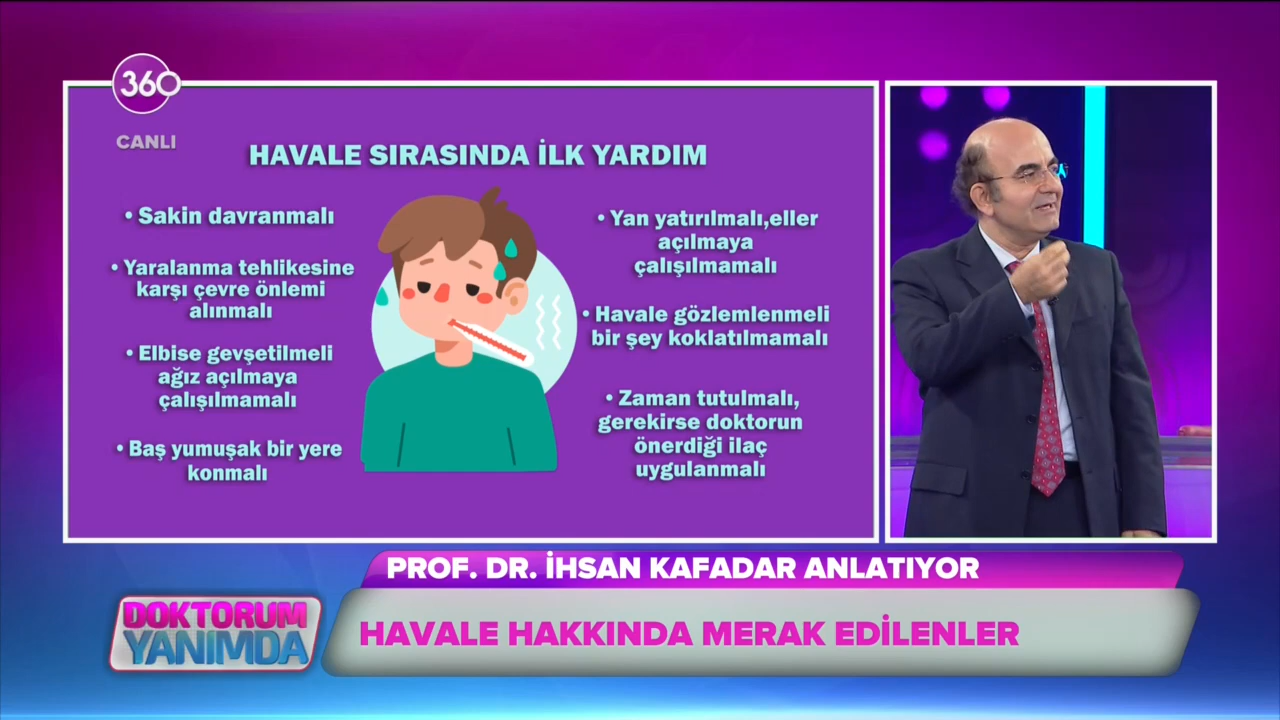 360
CANLI
HAVALE SIRASINDA İLK YARDIM
• Sakin davranmalı
• Yaralanma tehlikesine
karşı çevre önlemi
alınmalı
• Elbise gevşetilmeli
ağız açılmaya
çalışılmamalı
• Baş yumuşak bir yere
konmalı
• Yan yatırılmalı,eller
açılmaya
çalışılmamalı
• Havale gözlemlenmeli
bir şey koklatılmamalı
• Zaman tutulmalı,
gerekirse doktorun
önerdiği ilaç
uygulanmalı
PROF. DR. İHSAN KAFADAR ANLATIYOR
DOKTORUM
YANIMDA
HAVALE HAKKINDA MERAK EDİLENLER